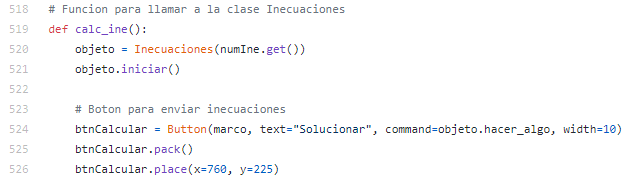 518 # Funcion para llamar a la clase Inecuaciones
519 def calc_ine():
520     objeto = Inecuaciones(numIne.get())
521     objeto.iniciar()
522
523     # Boton para enviar inecuaciones
524     btnCalcular = Button(marco, text="Solucionar", command=objeto.hacer_algo, width=10)
525     btnCalcular.pack()
526     btnCalcular.place(x=760, y=225)